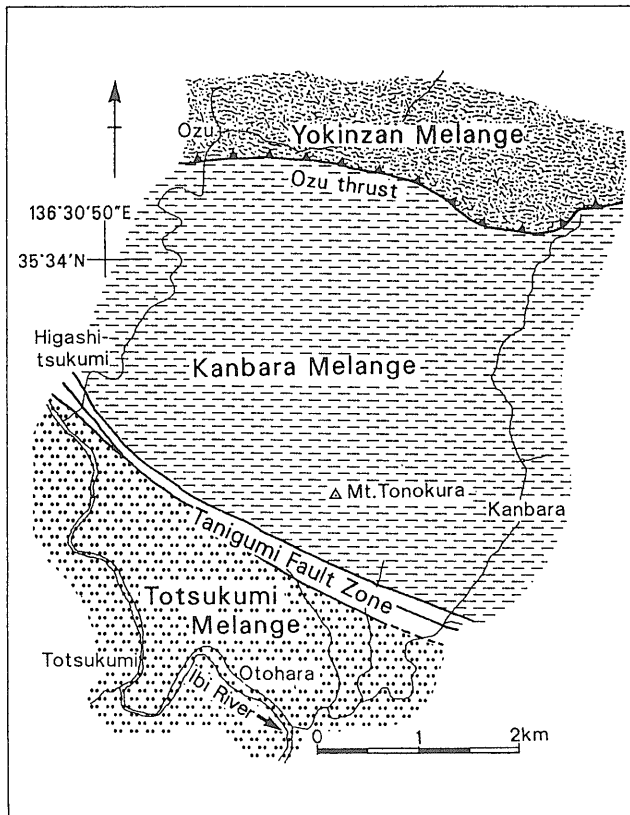 Ozu
Yokinzan Melange
Ozu thrust
136°30'50"E
35°34'N
Higashi-
tsukumi
Kanbara Melange
Mt.Tonokura
Kanbara
Tanigumi Fault Zone
Totsukumi
Melange
Totsukumi
Otohara
Ibi River
0 1 2km